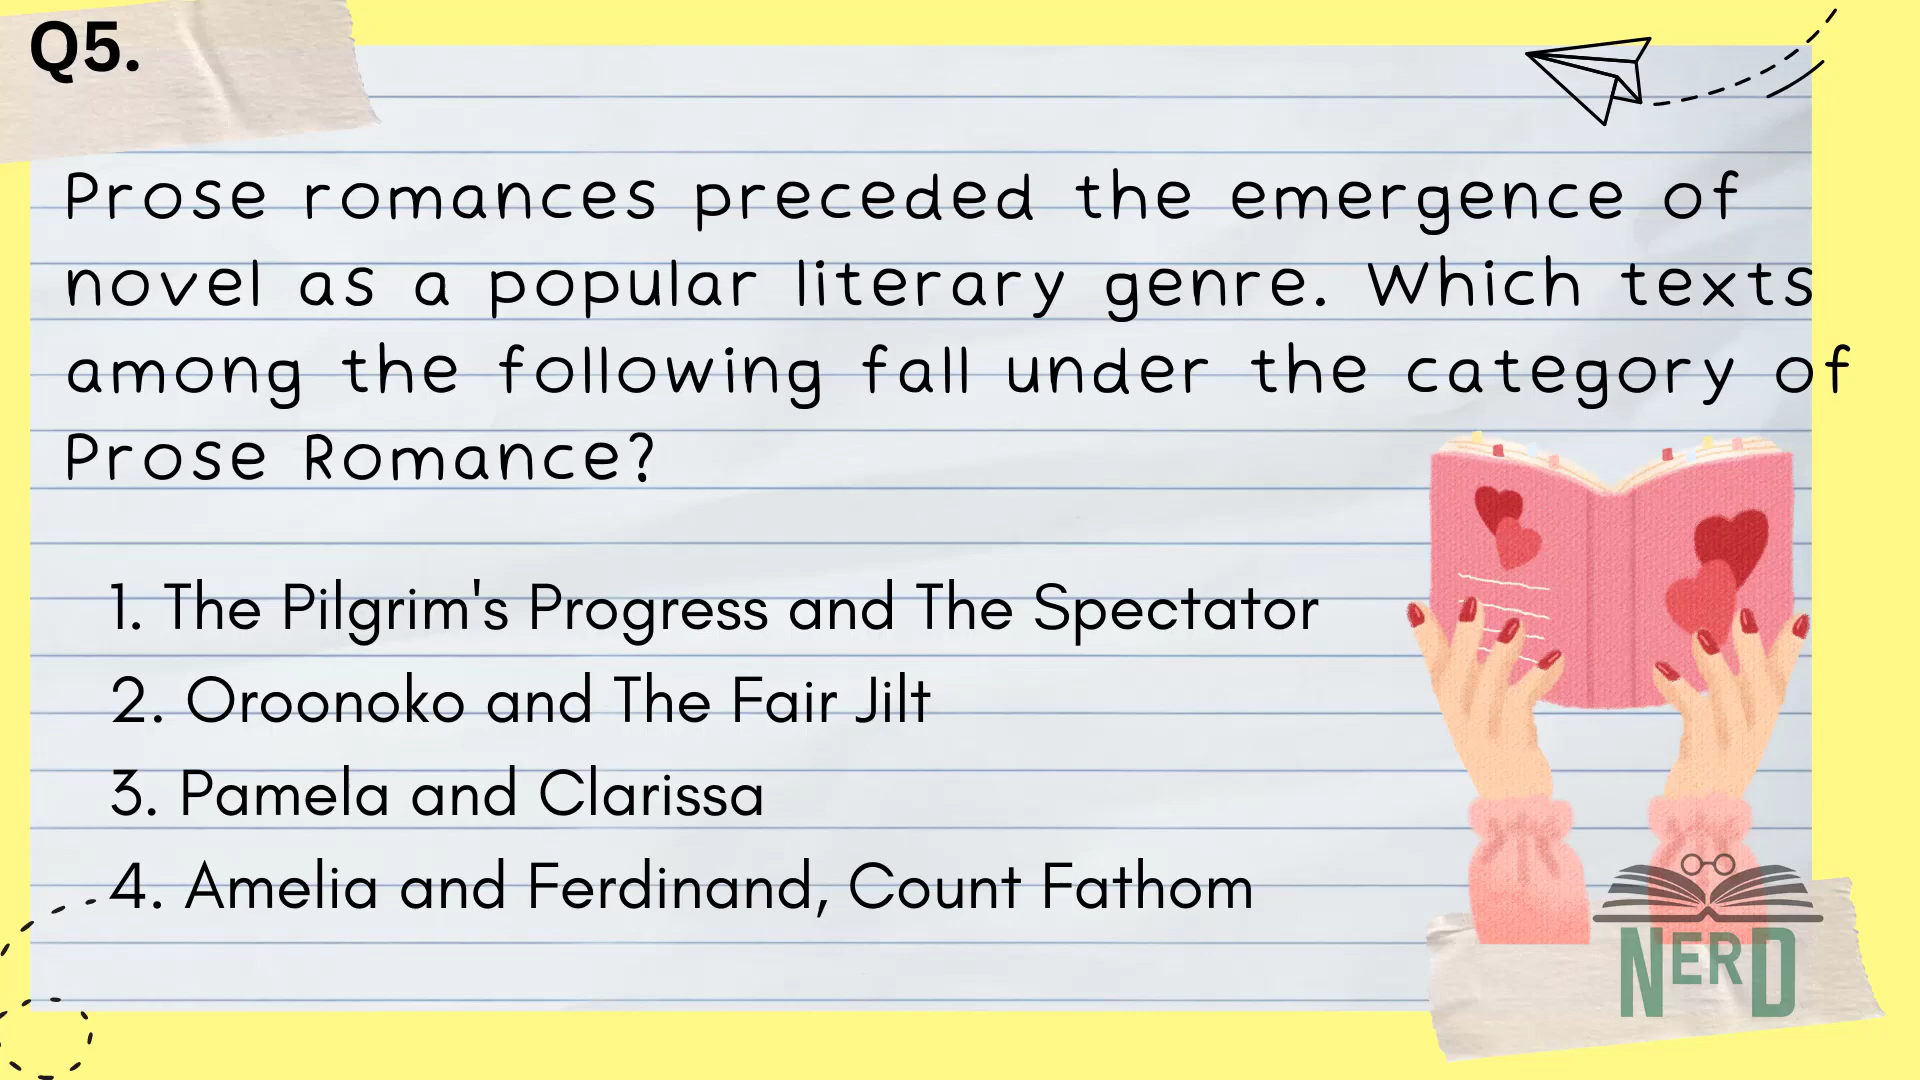 Q5.
Prose romances preceded the emergence of
novel as a popular literary genre. Which texts
among the following fall under the category of
Prose Romance?
1. The Pilgrim's Progress and The Spectator
2. Oroonoko and The Fair Jilt
3. Pamela and Clarissa
4. Amelia and Ferdinand, Count Fathom
NERD